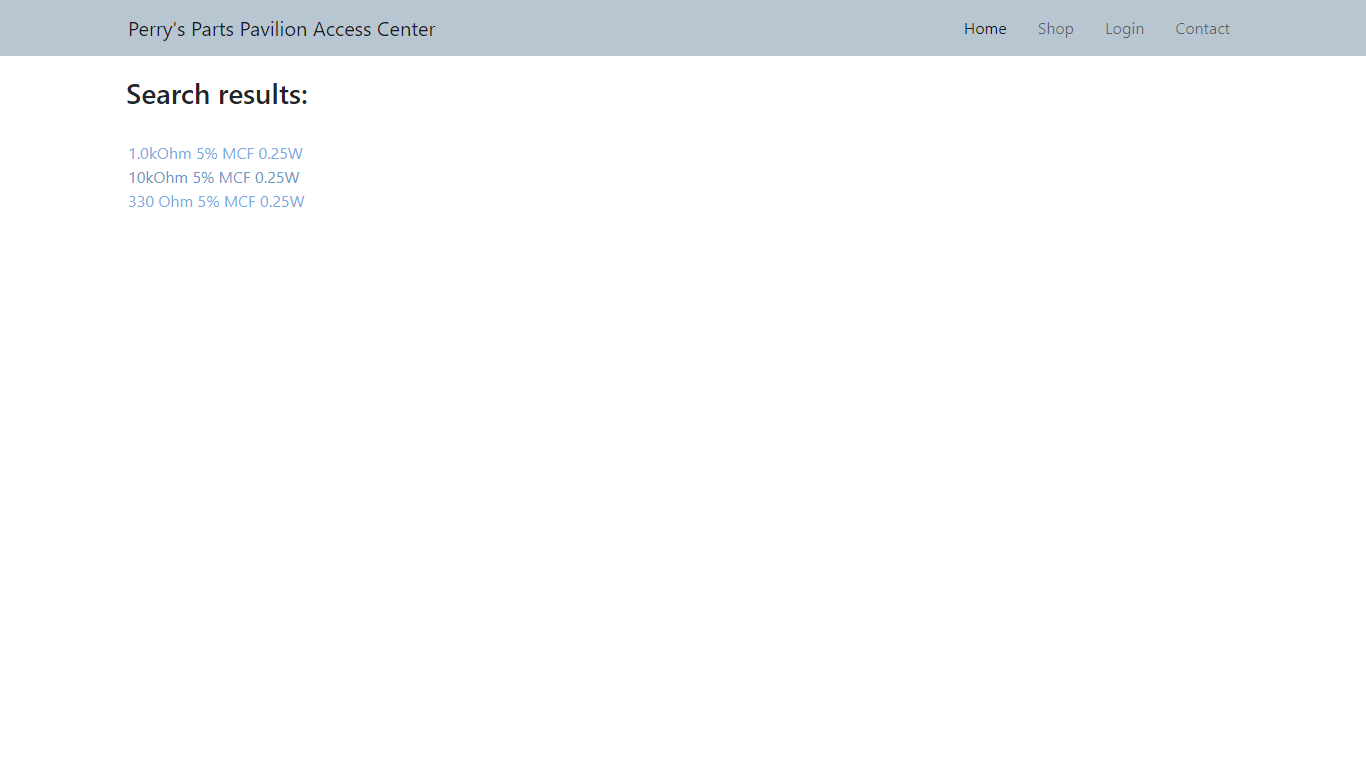 Perry's Parts Pavilion Access Center
Home Shop Login Contact
Search results:
1.0kOhm 5% MCF 0.25W
10kOhm 5% MCF 0.25W
330 Ohm 5% MCF 0.25W